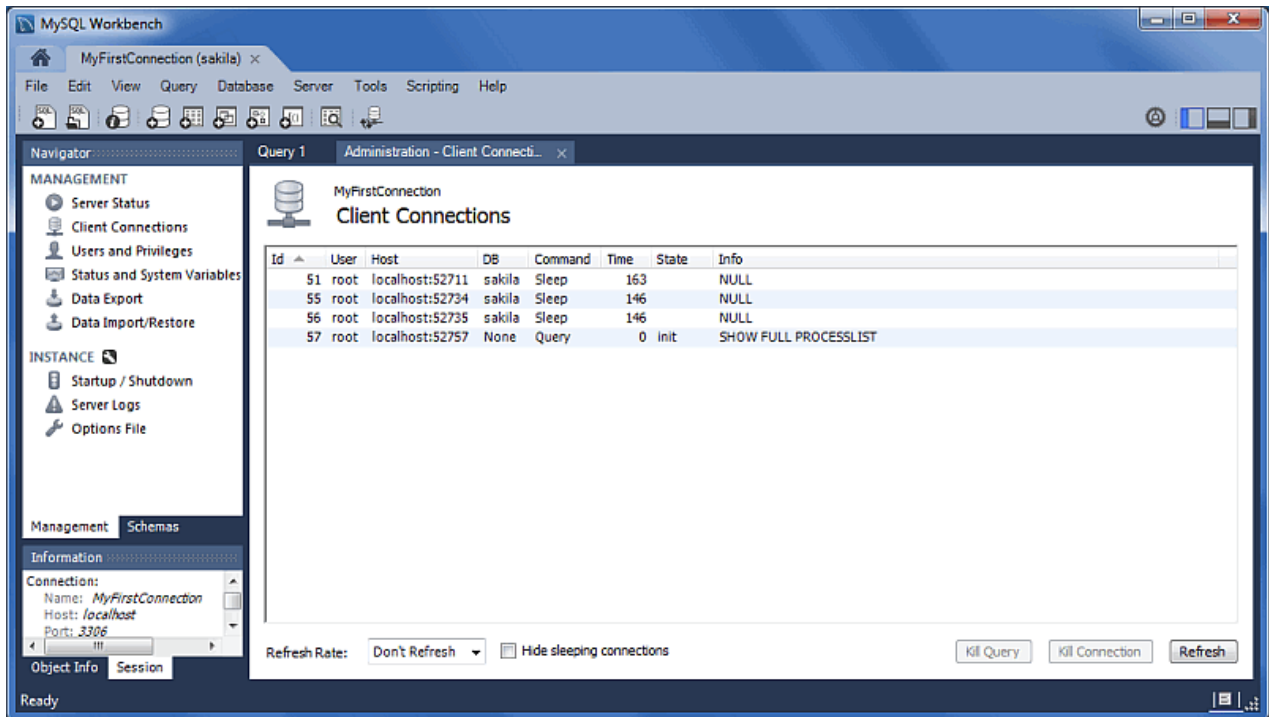 MySQL Workbench
MyFirstConnection (sakila)
File Edit View Query Database Server Tools Scripting Help
Navigator
MANAGEMENT
Server Status
Client Connections
Users and Privileges
Status and System Variables
Data Export
Data Import/Restore
INSTANCE
Startup / Shutdown
Server Logs
Options File
Management Schemas
Information
Connection:
Name: MyFirstConnection
Host: localhost
Port: 3306
Object Info Session
Query 1 Administration - Client Connecti...
MyFirstConnection
Client Connections
Id User Host DB Command Time State Info
51 root localhost:52711 sakila Sleep 163 NULL
55 root localhost:52734 sakila Sleep 146 NULL
56 root localhost:52735 sakila Sleep 146 NULL
57 root localhost:52757 None Query 0 init SHOW FULL PROCESSLIST
Refresh Rate: Don't Refresh Hide sleeping connections Kill Query Kill Connection Refresh
Ready